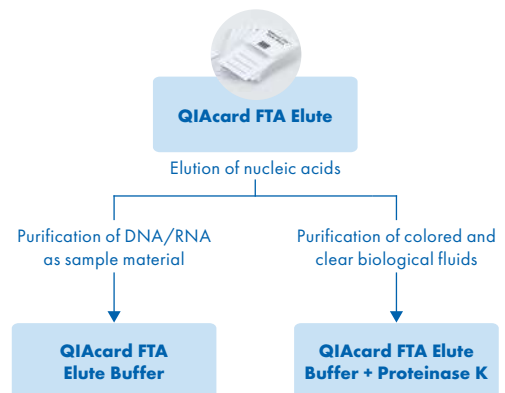 QIAcard FTA Elute
Elution of nucleic acids
Purification of DNA/RNA
as sample material
Purification of colored and
clear biological fluids
QIAcard FTA
Elute Buffer
QIAcard FTA Elute
Buffer + Proteinase K